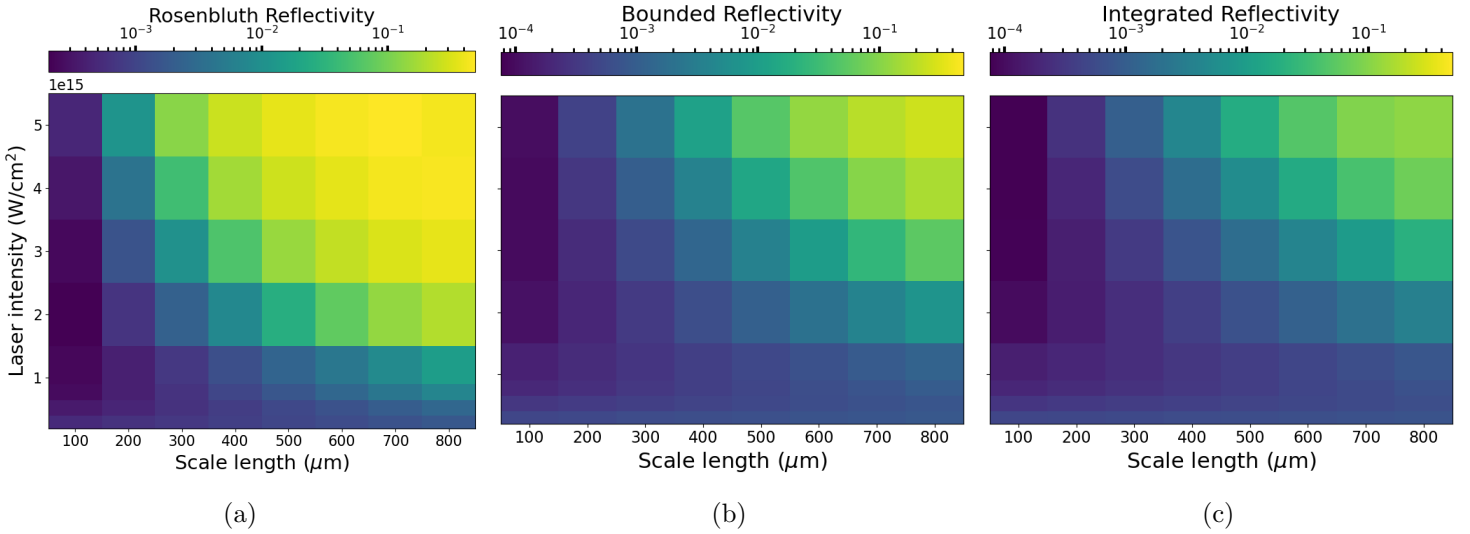 Rosenbluth Reflectivity
10⁻³ 10⁻² 10⁻¹
1e15
Laser intensity (W/cm²)
5
4
3
2
1
100 200 300 400 500 600 700 800
Scale length (μm)
(a)
Bounded Reflectivity
10⁻⁴ 10⁻³ 10⁻² 10⁻¹
100 200 300 400 500 600 700 800
Scale length (μm)
(b)
Integrated Reflectivity
10⁻⁴ 10⁻³ 10⁻² 10⁻¹
100 200 300 400 500 600 700 800
Scale length (μm)
(c)